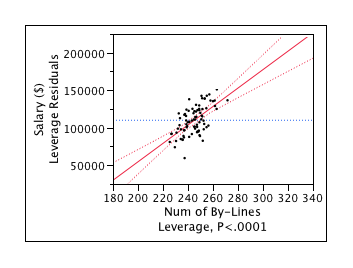 Salary ($)
Leverage Residuals
200000
150000
100000
50000
180 200 220 240 260 280 300 320 340
Num of By-Lines
Leverage, P<.0001